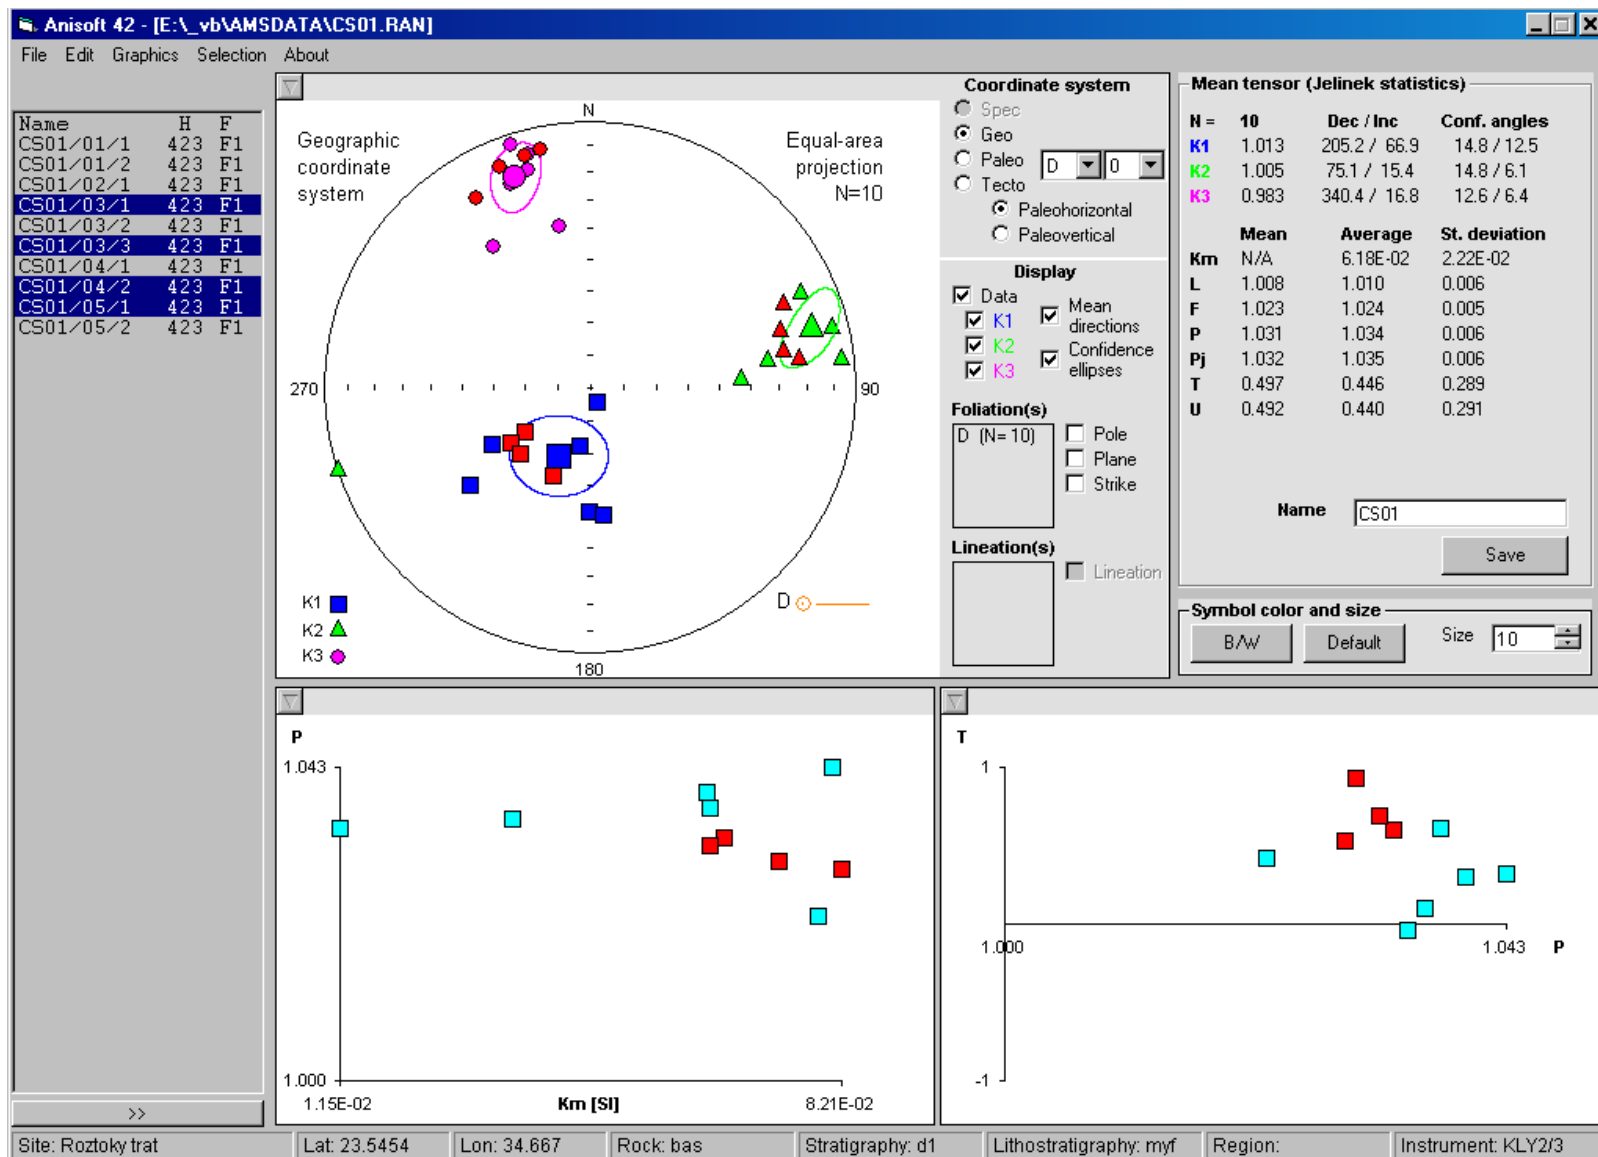 Anisoft 42 - [E:\_vb\AMSDATA\CS01.RAN]
File Edit Graphics Selection About
Name H F
CS01/01/1 423 F1
CS01/01/2 423 F1
CS01/02/1 423 F1
CS01/03/1 423 F1
CS01/03/2 423 F1
CS01/03/3 423 F1
CS01/04/1 423 F1
CS01/04/2 423 F1
CS01/05/1 423 F1
CS01/05/2 423 F1
>>
Geographic
coordinate
system
N
Equal-area
projection
N=10
270
90
180
K1
K2
K3
D
Coordinate system
Spec
Geo
Paleo
Tecto
D 0
Paleohorizontal
Paleovertical
Display
Data
K1
K2
K3
Mean
directions
Confidence
ellipses
Foliation(s)
D (N= 10)
Pole
Plane
Strike
Lineation(s)
Lineation
Mean tensor (Jelinek statistics)
N = 10 Dec / Inc Conf. angles
K1 1.013 205.2 / 66.9 14.8 / 12.5
K2 1.005 75.1 / 15.4 14.8 / 6.1
K3 0.983 340.4 / 16.8 12.6 / 6.4
Mean Average St. deviation
Km N/A 6.18E-02 2.22E-02
L 1.008 1.010 0.006
F 1.023 1.024 0.005
P 1.031 1.034 0.006
Pj 1.032 1.035 0.006
T 0.497 0.446 0.289
U 0.492 0.440 0.291
Name CS01
Save
Symbol color and size
B/W Default Size 10
P
1.043
1.000
1.15E-02 Km [SI] 8.21E-02
T
1
1.000 1.043 P
-1
Site: Roztoky trat Lat: 23.5454 Lon: 34.667 Rock: bas Stratigraphy: d1 Lithostratigraphy: myf Region: Instrument: KLY2/3